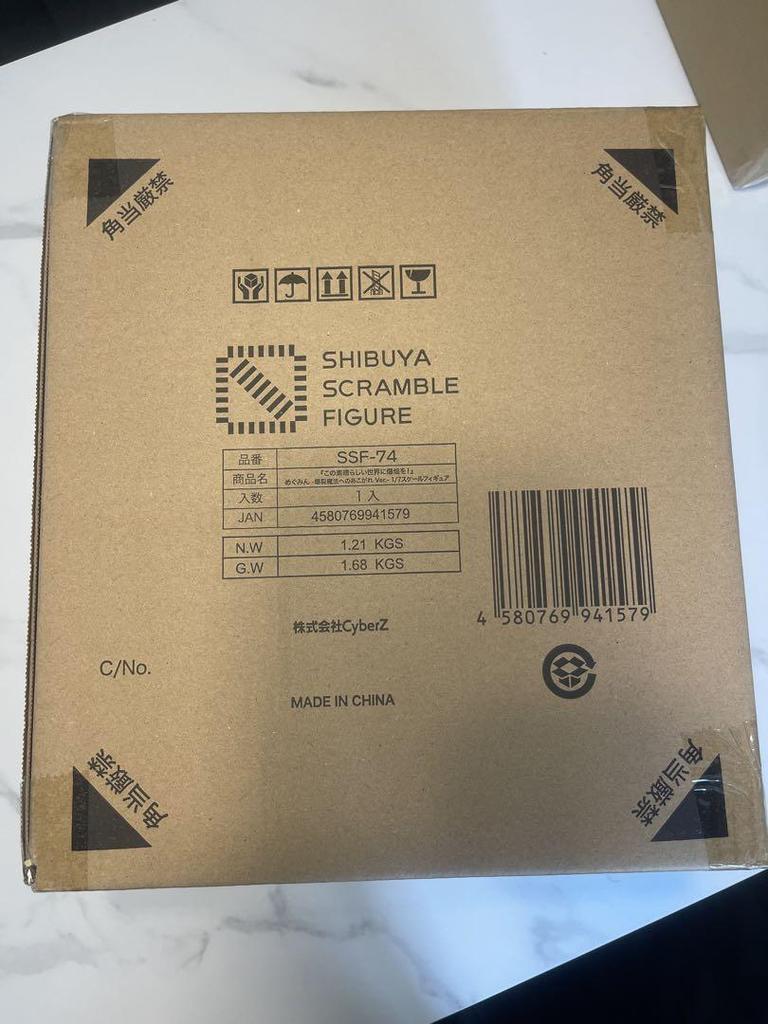 角当厳禁
角当厳禁
SHIBUYA
SCRAMBLE
FIGURE
品番 SSF-74
商品名 『この素晴らしい世界に爆焔を!』
めぐみん -爆裂魔法へのあこがれ Ver.- 1/7スケールフィギュア
入数 1入
JAN 4580769941579
N.W 1.21 KGS
G.W 1.68 KGS
4 580769 941579
株式会社CyberZ
C/No.
MADE IN CHINA
角当厳禁
角当厳禁